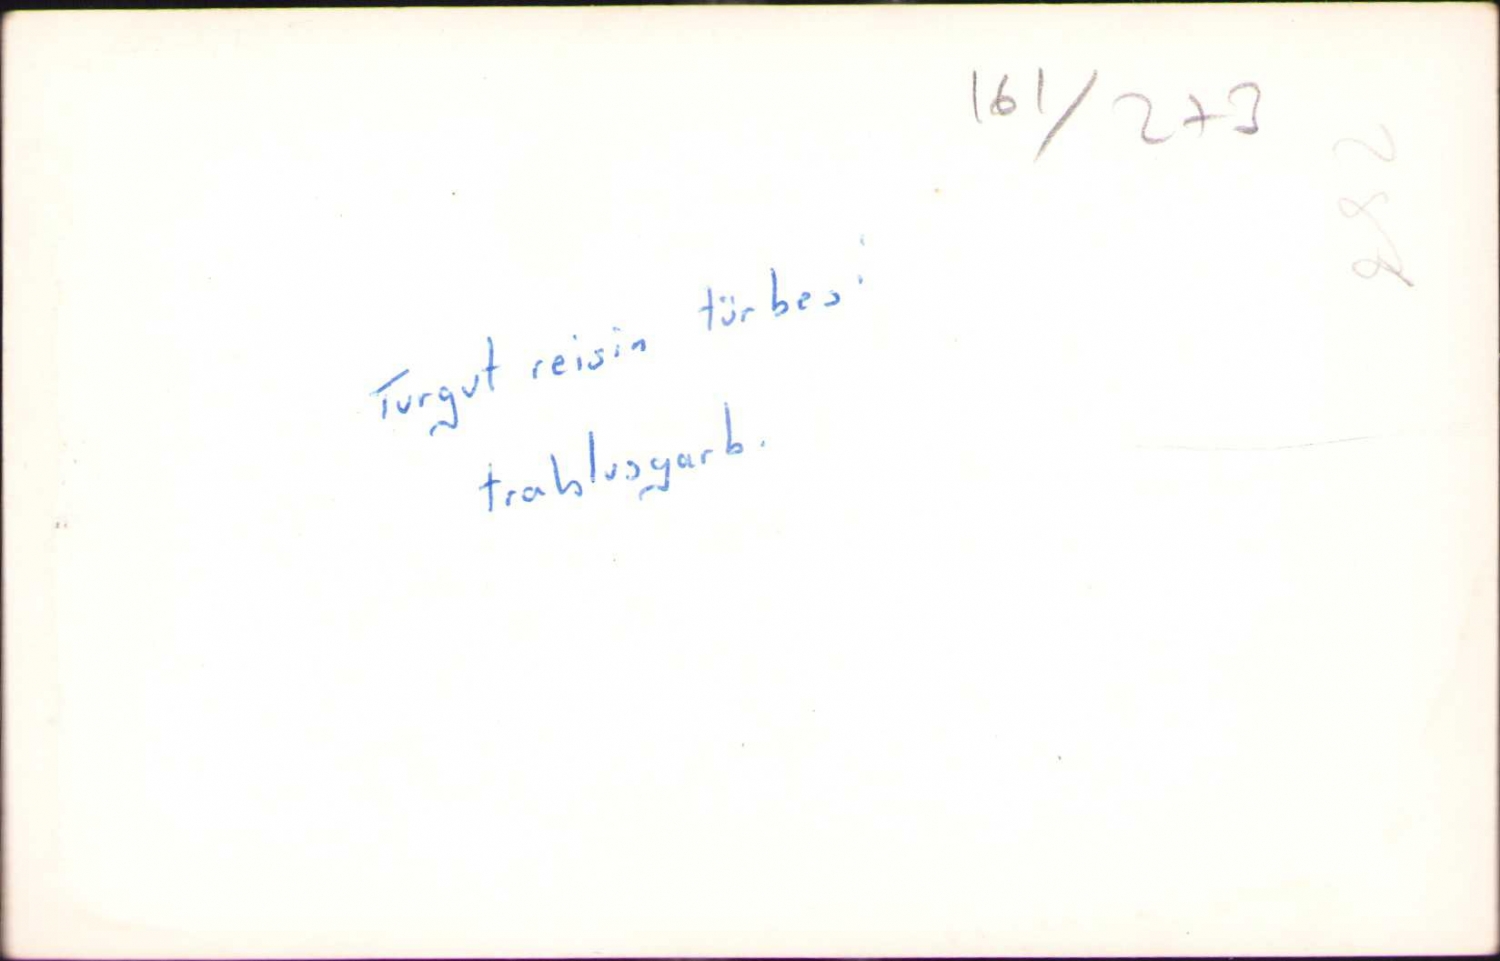 161/273
Turgut reisin türbesi
trablusgarb.